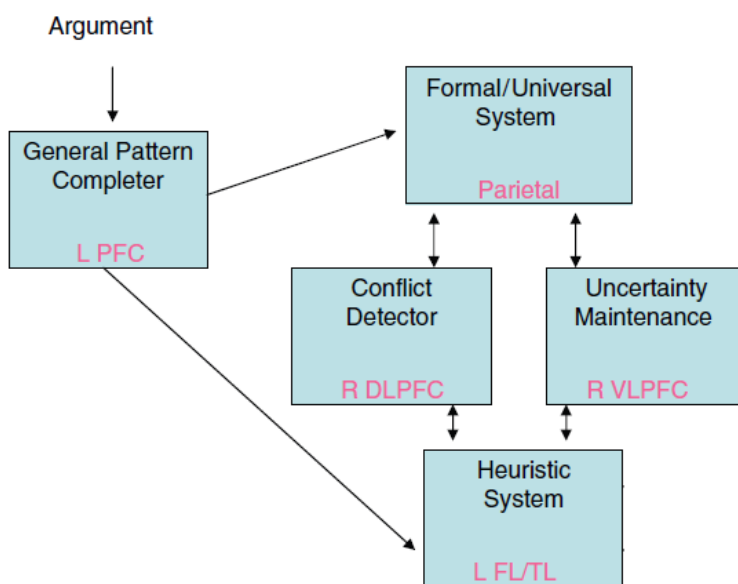 Argument
General Pattern
Completer
L PFC
Formal/Universal
System
Parietal
Conflict
Detector
R DLPFC
Uncertainty
Maintenance
R VLPFC
Heuristic
System
L FL/TL